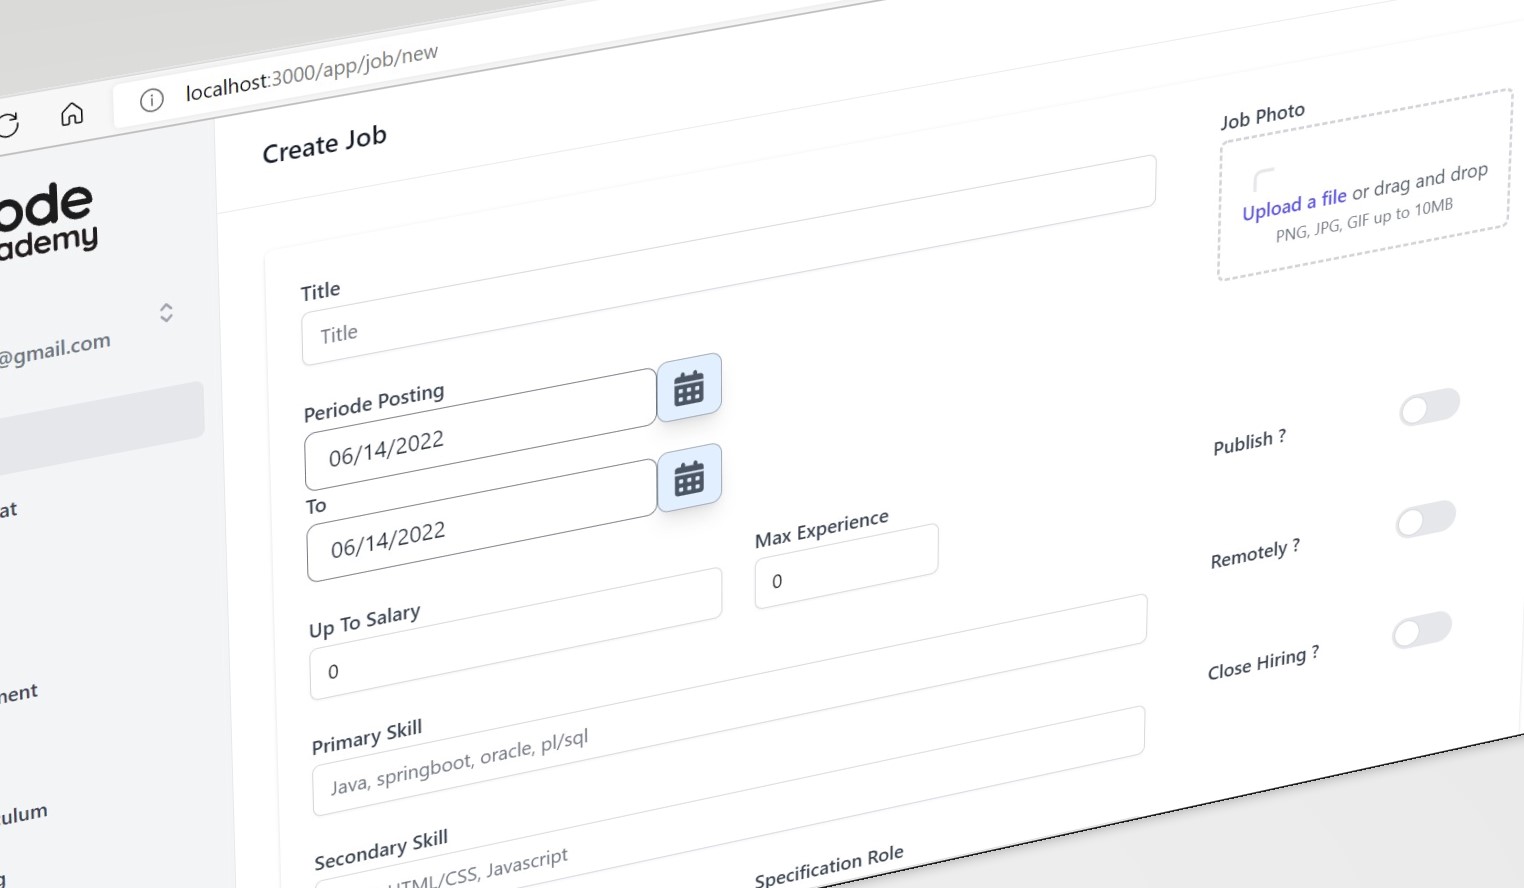 localhost:3000/app/job/new
Create Job
ode
ademy
@gmail.com
at
nent
ulum
g
Title
Title
Periode Posting
06/14/2022
To
06/14/2022
Up To Salary
0
Max Experience
0
Primary Skill
Java, springboot, oracle, pl/sql
Secondary Skill
HTML/CSS, Javascript
Specification Role
Job Photo
Upload a file or drag and drop
PNG, JPG, GIF up to 10MB
Publish ?
Remotely ?
Close Hiring ?